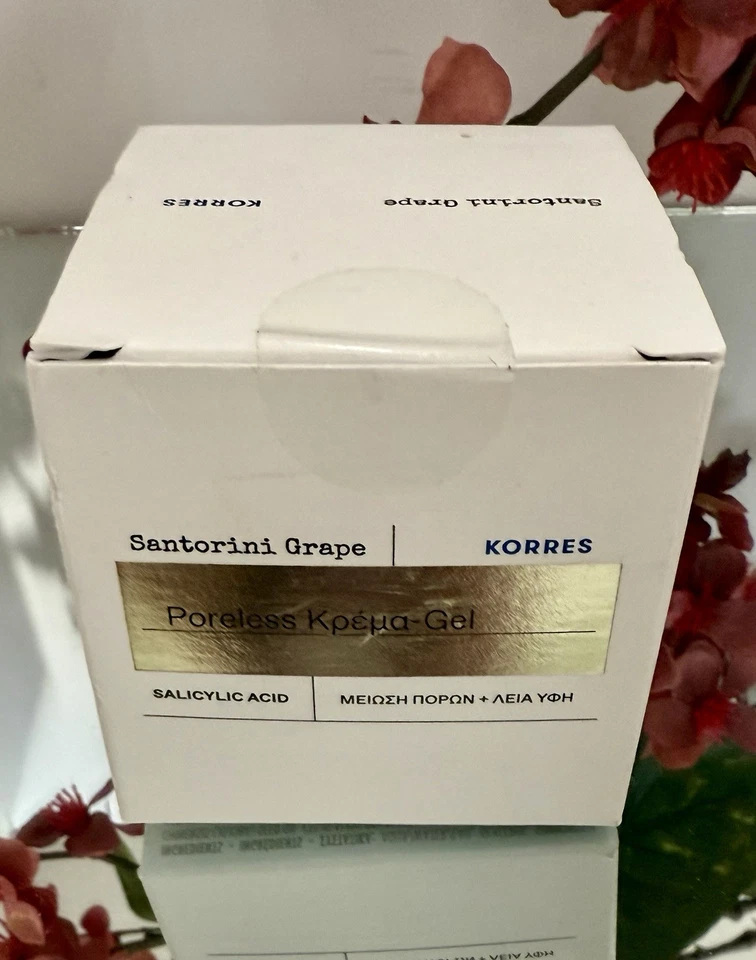 KORRES Santorini Grape
Santorini Grape KORRES
Poreless Κρέμα-Gel
SALICYLIC ACID ΜΕΙΩΣΗ ΠΟΡΩΝ + ΛΕΙΑ ΥΦΗ